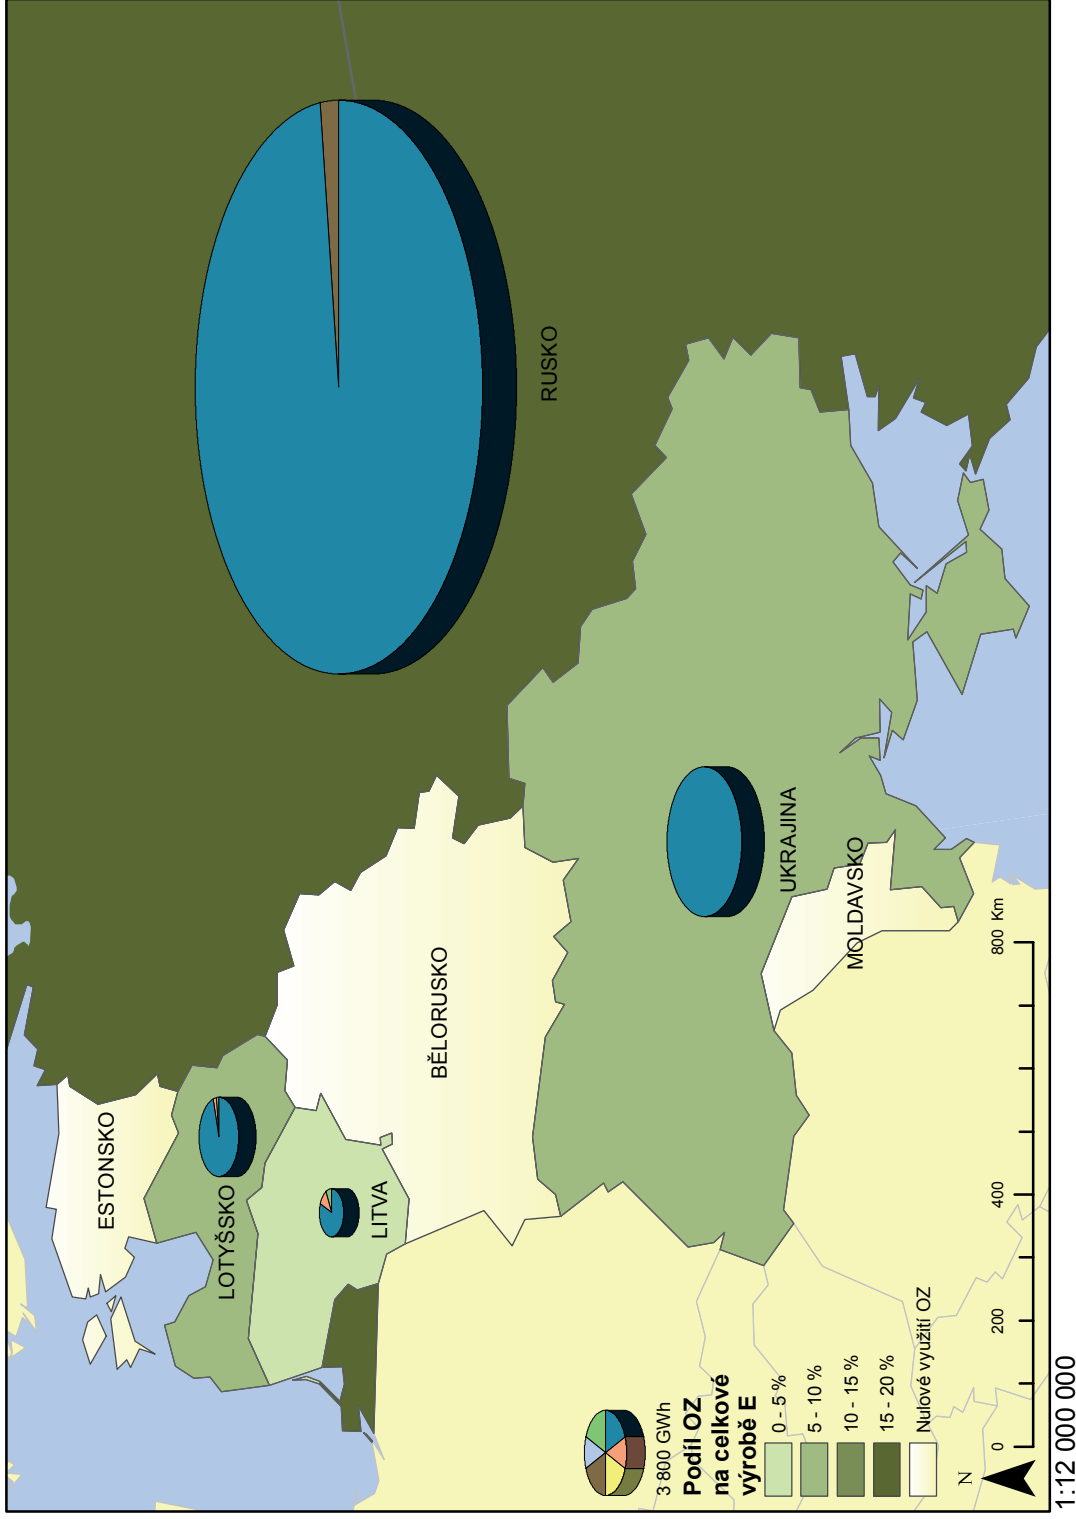 ESTONSKO
LOTYŠSKO
LITVA
BĚLORUSKO
RUSKO
UKRAJINA
MOLDAVSKO
3 800 GWh
Podíl OZ
na celkové
výrobě E
0 - 5 %
5 - 10 %
10 - 15 %
15 - 20 %
Nulové využití OZ
N
0 200 400 800 Km
1:12 000 000